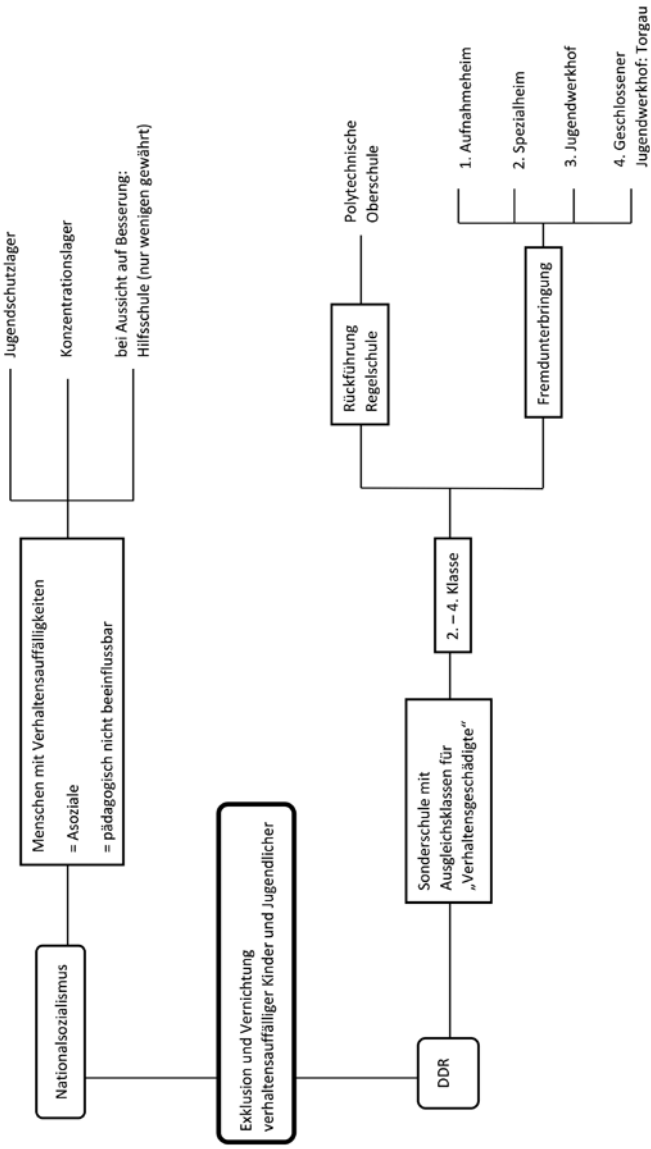 Nationalsozialismus
Menschen mit Verhaltensauffälligkeiten
= Asoziale
= pädagogisch nicht beeinflussbar
Jugendschutzlager
Konzentrationslager
bei Aussicht auf Besserung:
Hilfsschule (nur wenigen gewährt)
Exklusion und Vernichtung
verhaltensauffälliger Kinder und Jugendlicher
DDR
Sonderschule mit
Ausgleichsklassen für
„Verhaltensgeschädigte“
2. – 4. Klasse
Rückführung
Regelschule
Polytechnische
Oberschule
Fremdunterbringung
1. Aufnahmeheim
2. Spezialheim
3. Jugendwerkhof
4. Geschlossener
Jugendwerkhof: Torgau